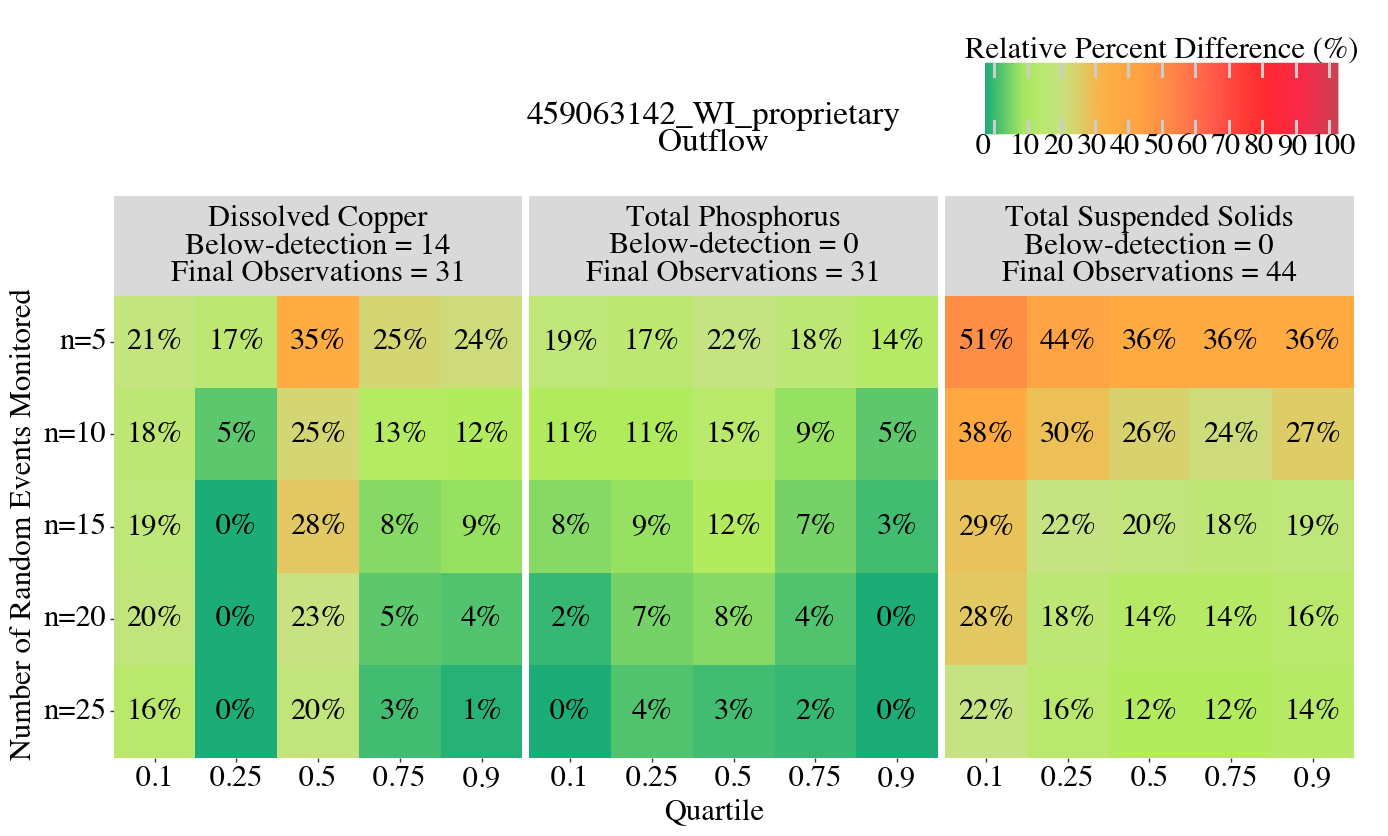 Relative Percent Difference (%)
0 10 20 30 40 50 60 70 80 90 100
459063142_WI_proprietary
Outflow
Dissolved Copper
Below-detection = 14
Final Observations = 31
Total Phosphorus
Below-detection = 0
Final Observations = 31
Total Suspended Solids
Below-detection = 0
Final Observations = 44
Number of Random Events Monitored
n=5 21% 17% 35% 25% 24% 19% 17% 22% 18% 14% 51% 44% 36% 36% 36%
n=10 18% 5% 25% 13% 12% 11% 11% 15% 9% 5% 38% 30% 26% 24% 27%
n=15 19% 0% 28% 8% 9% 8% 9% 12% 7% 3% 29% 22% 20% 18% 19%
n=20 20% 0% 23% 5% 4% 2% 7% 8% 4% 0% 28% 18% 14% 14% 16%
n=25 16% 0% 20% 3% 1% 0% 4% 3% 2% 0% 22% 16% 12% 12% 14%
0.1 0.25 0.5 0.75 0.9 0.1 0.25 0.5 0.75 0.9 0.1 0.25 0.5 0.75 0.9
Quartile